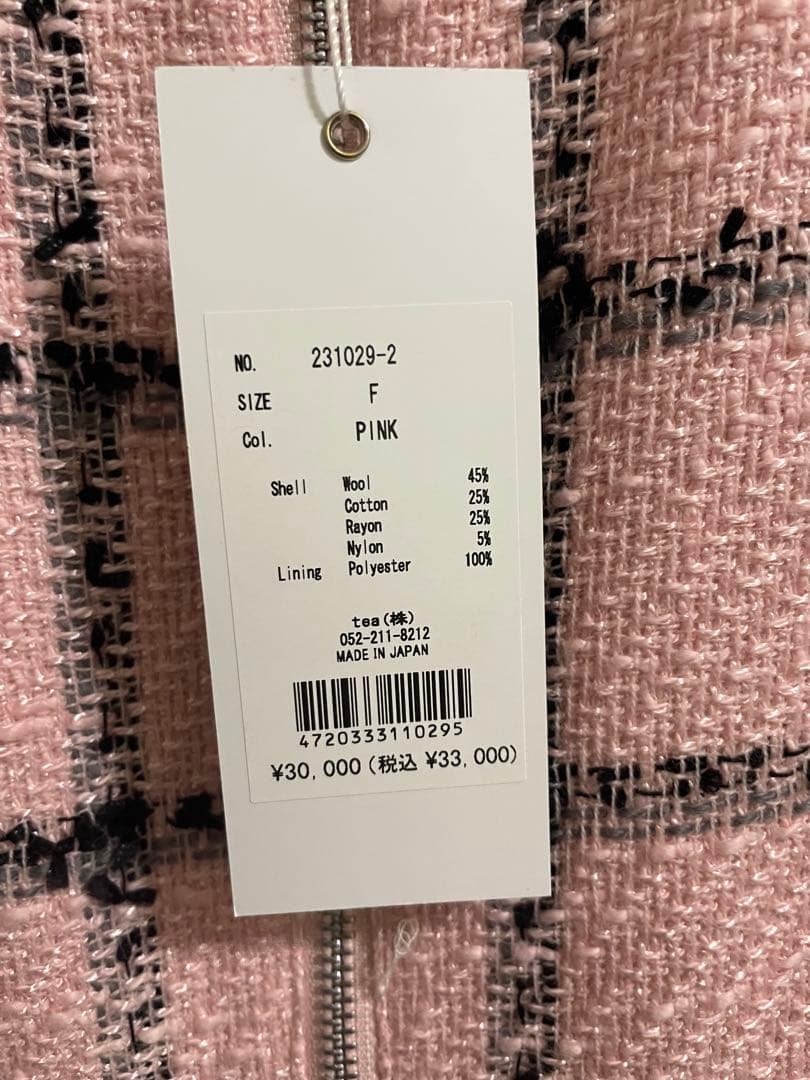 NO. 231029-2
SIZE F
Col. PINK
Shell Wool 45%
Cotton 25%
Rayon 25%
Nylon 5%
Lining Polyester 100%
tea(株)
052-211-8212
MADE IN JAPAN
4720333110295
¥30,000(税込 ¥33,000)